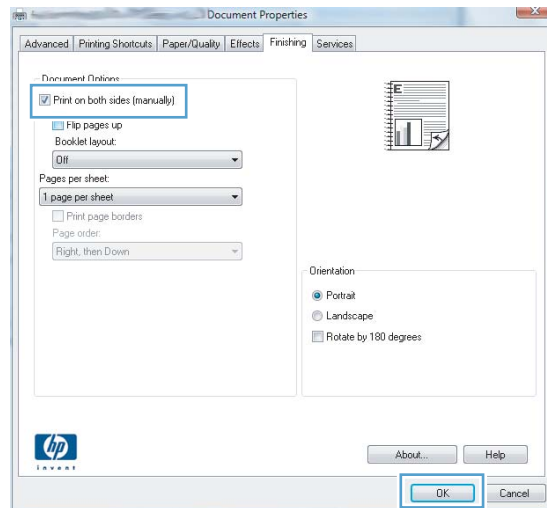 Document Properties
Advanced Printing Shortcuts Paper/Quality Effects Finishing Services
Document Options
Print on both sides (manually)
Flip pages up
Booklet layout:
Off
Pages per sheet:
1 page per sheet
Print page borders
Page order:
Right, then Down
E
Orientation
Portrait
Landscape
Rotate by 180 degrees
hp
invent
About... Help
OK Cancel